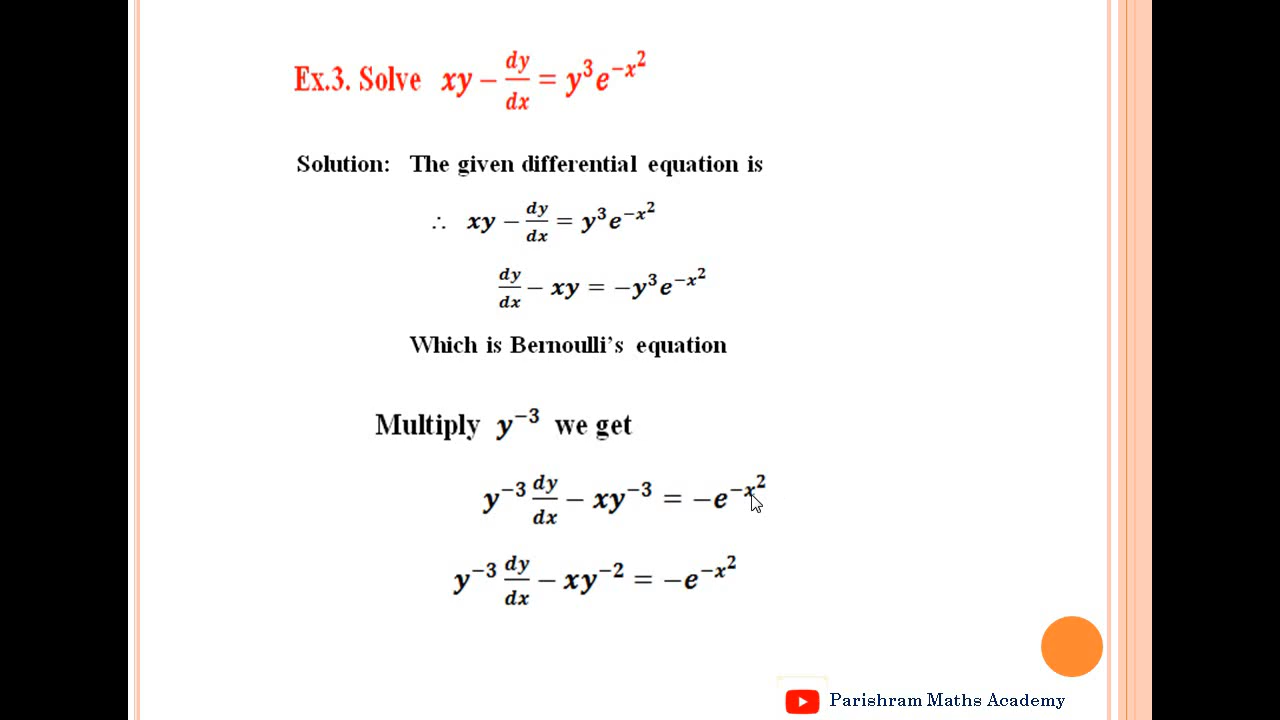 Ex.3. Solve xy − dy/dx = y³e^(−x²)
Solution: The given differential equation is
∴ xy − dy/dx = y³e^(−x²)
dy/dx − xy = −y³e^(−x²)
Which is Bernoulli's equation
Multiply y⁻³ we get
y⁻³ dy/dx − xy⁻³ = −e^(−x²)
y⁻³ dy/dx − xy⁻² = −e^(−x²)
Parishram Maths Academy